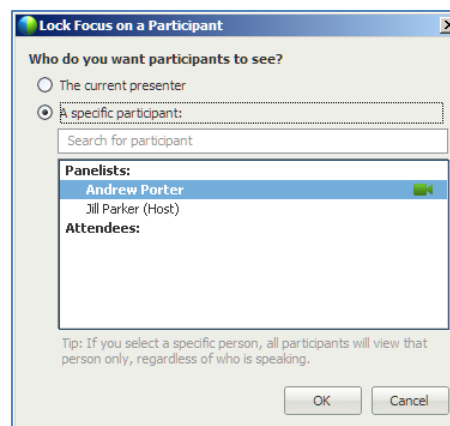 Lock Focus on a Participant
Who do you want participants to see?
The current presenter
A specific participant:
Search for participant
Panelists:
Andrew Porter
Jill Parker (Host)
Attendees:
Tip: If you select a specific person, all participants will view that
person only, regardless of who is speaking.
OK Cancel